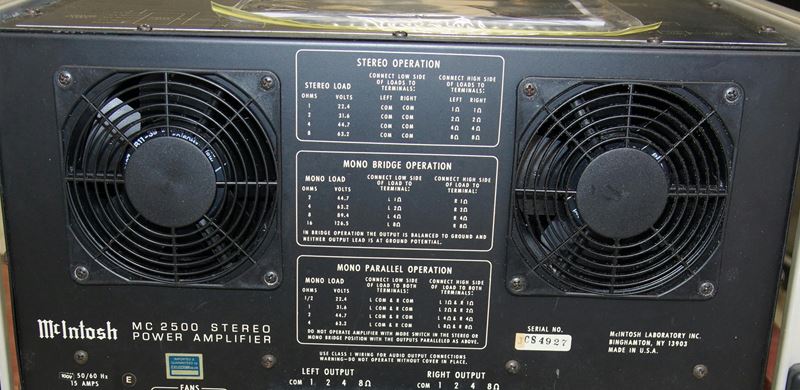 STEREO OPERATION
STEREO LOAD
CONNECT LOW SIDE OF LOADS TO TERMINALS:
CONNECT HIGH SIDE OF LOADS TO TERMINALS:
OHMS VOLTS LEFT RIGHT LEFT RIGHT
1 22.4 COM COM 1Ω 1Ω
2 31.6 COM COM 2Ω 2Ω
4 44.7 COM COM 4Ω 4Ω
8 63.2 COM COM 8Ω 8Ω
MONO BRIDGE OPERATION
MONO LOAD
CONNECT LOW SIDE OF LOAD TO TERMINAL:
CONNECT HIGH SIDE OF LOAD TO TERMINAL:
OHMS VOLTS
2 44.7 L 1Ω R 1Ω
4 63.2 L 2Ω R 2Ω
8 89.4 L 4Ω R 4Ω
16 126.5 L 8Ω R 8Ω
IN BRIDGE OPERATION THE OUTPUT IS BALANCED TO GROUND AND
NEITHER OUTPUT LEAD IS AT GROUND POTENTIAL.
MONO PARALLEL OPERATION
MONO LOAD
CONNECT LOW SIDE OF LOAD TO BOTH TERMINALS:
CONNECT HIGH SIDE OF LOAD TO BOTH TERMINALS:
OHMS VOLTS
1/2 22.4 L COM & R COM L 1Ω & R 1Ω
1 31.6 L COM & R COM L 2Ω & R 2Ω
2 44.7 L COM & R COM L 4Ω & R 4Ω
4 63.2 L COM & R COM L 8Ω & R 8Ω
DO NOT OPERATE AMPLIFIER WITH MODE SWITCH IN THE STEREO OR
MONO BRIDGE POSITION WITH THE OUTPUTS PARALLELED AS ABOVE.
USE CLASS 1 WIRING FOR AUDIO OUTPUT CONNECTIONS
WARNING-DO NOT OPERATE WITHOUT COVER IN PLACE.
McIntosh
MC 2500 STEREO
POWER AMPLIFIER
50/60 Hz
15 AMPS
E
FANS
LEFT OUTPUT
COM 1 2 4 8Ω
RIGHT OUTPUT
COM 1 2 4 8Ω
SERIAL NO.
CS4927
McINTOSH LABORATORY INC.
BINGHAMTON, NY 13903
MADE IN U.S.A.